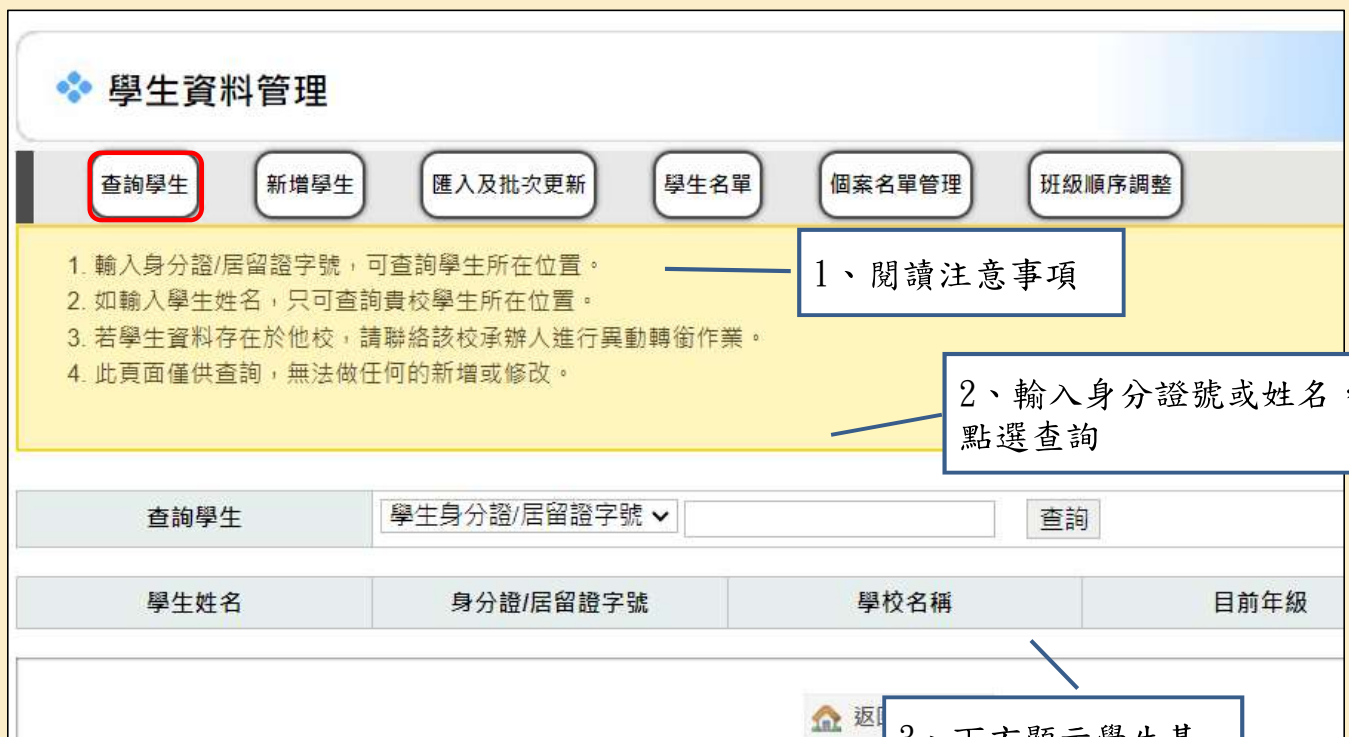 學生資料管理
查詢學生
新增學生
匯入及批次更新
學生名單
個案名單管理
班級順序調整
1. 輸入身分證/居留證字號，可查詢學生所在位置。
2. 如輸入學生姓名，只可查詢貴校學生所在位置。
3. 若學生資料存在於他校，請聯絡該校承辦人進行異動轉銜作業。
4. 此頁面僅供查詢，無法做任何的新增或修改。
1、閱讀注意事項
2、輸入身分證號或姓名，
點選查詢
查詢學生
學生身分證/居留證字號
查詢
學生姓名
身分證/居留證字號
學校名稱
目前年級
返
3、下方顯示學生基